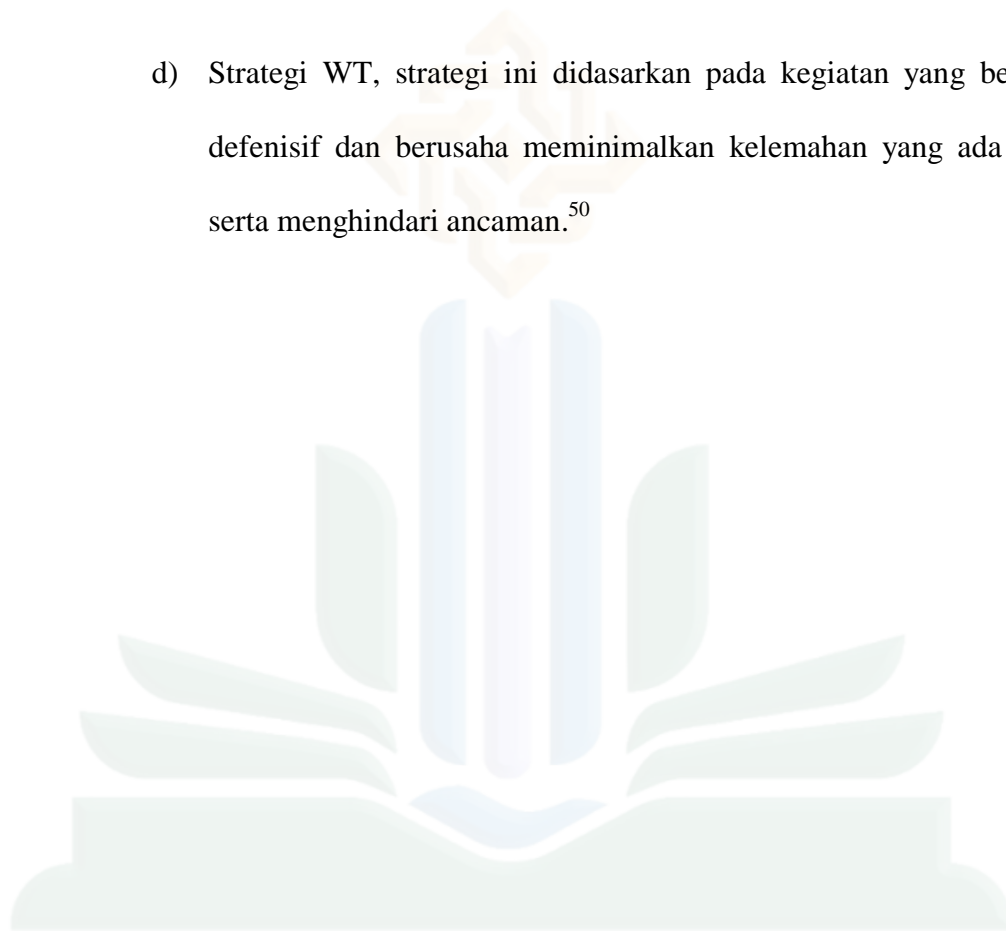 d) Strategi WT, strategi ini didasarkan pada kegiatan yang
defenisif dan berusaha meminimalkan kelemahan yang ada
serta menghindari ancaman.50